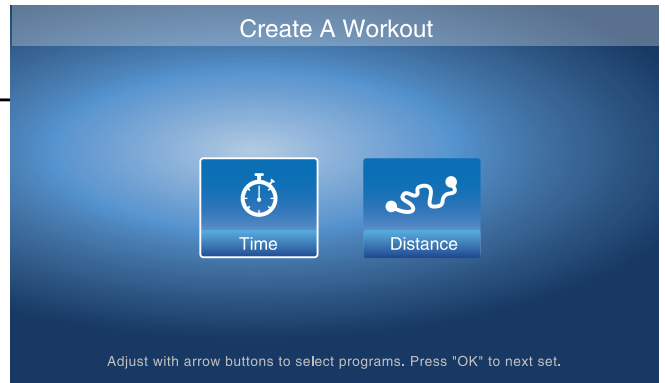 Create A Workout
Time
Distance
Adjust with arrow buttons to select programs. Press "OK" to next set.